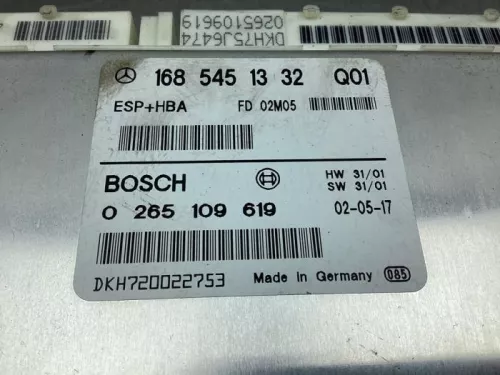 DKH75J6474
0265109619
168 545 13 32 Q01
ESP+HBA FD 02M05
BOSCH HW 31/01
SW 31/01
0 265 109 619 02-05-17
DKH720022753 Made in Germany 085